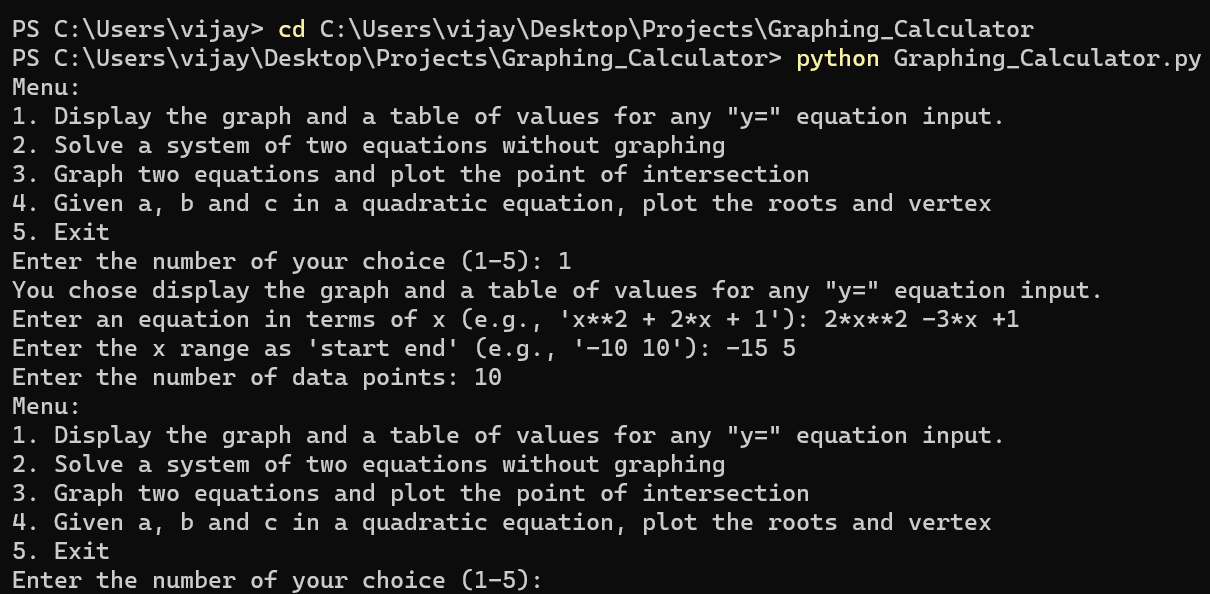 PS C:\Users\vijay> cd C:\Users\vijay\Desktop\Projects\Graphing_Calculator
PS C:\Users\vijay\Desktop\Projects\Graphing_Calculator> python Graphing_Calculator.py
Menu:
1. Display the graph and a table of values for any "y=" equation input.
2. Solve a system of two equations without graphing
3. Graph two equations and plot the point of intersection
4. Given a, b and c in a quadratic equation, plot the roots and vertex
5. Exit
Enter the number of your choice (1-5): 1
You chose display the graph and a table of values for any "y=" equation input.
Enter an equation in terms of x (e.g., 'x**2 + 2*x + 1'): 2*x**2 -3*x +1
Enter the x range as 'start end' (e.g., '-10 10'): -15 5
Enter the number of data points: 10
Menu:
1. Display the graph and a table of values for any "y=" equation input.
2. Solve a system of two equations without graphing
3. Graph two equations and plot the point of intersection
4. Given a, b and c in a quadratic equation, plot the roots and vertex
5. Exit
Enter the number of your choice (1-5):